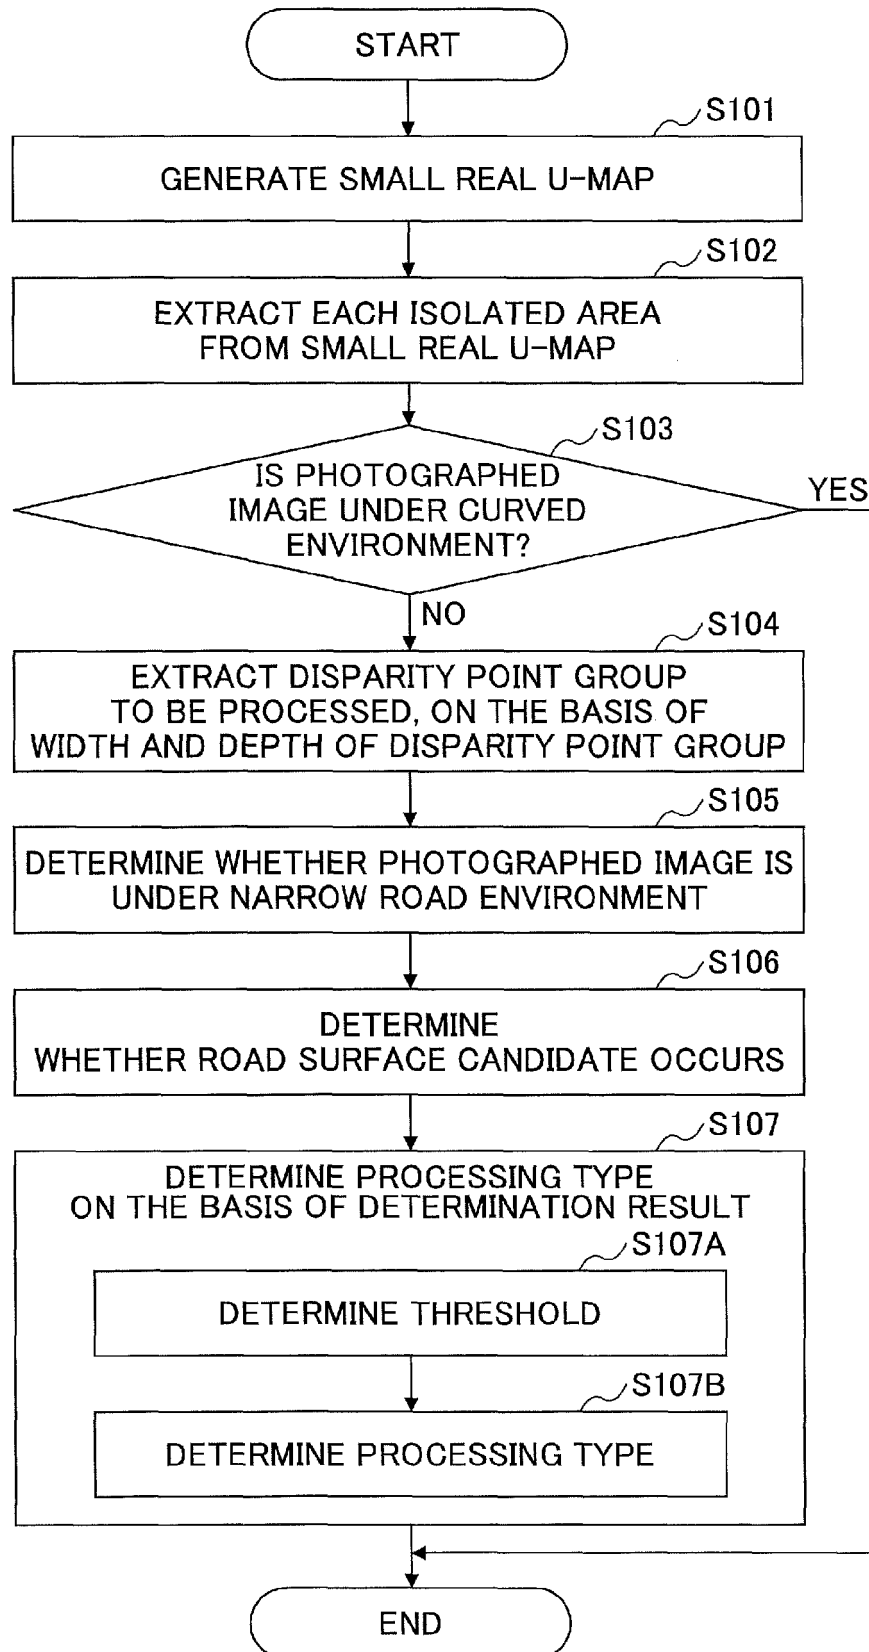 START
S101
GENERATE SMALL REAL U-MAP
S102
EXTRACT EACH ISOLATED AREA
FROM SMALL REAL U-MAP
S103
IS PHOTOGRAPHED
IMAGE UNDER CURVED
ENVIRONMENT?
YES
NO
S104
EXTRACT DISPARITY POINT GROUP
TO BE PROCESSED, ON THE BASIS OF
WIDTH AND DEPTH OF DISPARITY POINT GROUP
S105
DETERMINE WHETHER PHOTOGRAPHED IMAGE IS
UNDER NARROW ROAD ENVIRONMENT
S106
DETERMINE
WHETHER ROAD SURFACE CANDIDATE OCCURS
S107
DETERMINE PROCESSING TYPE
ON THE BASIS OF DETERMINATION RESULT
S107A
DETERMINE THRESHOLD
S107B
DETERMINE PROCESSING TYPE
END